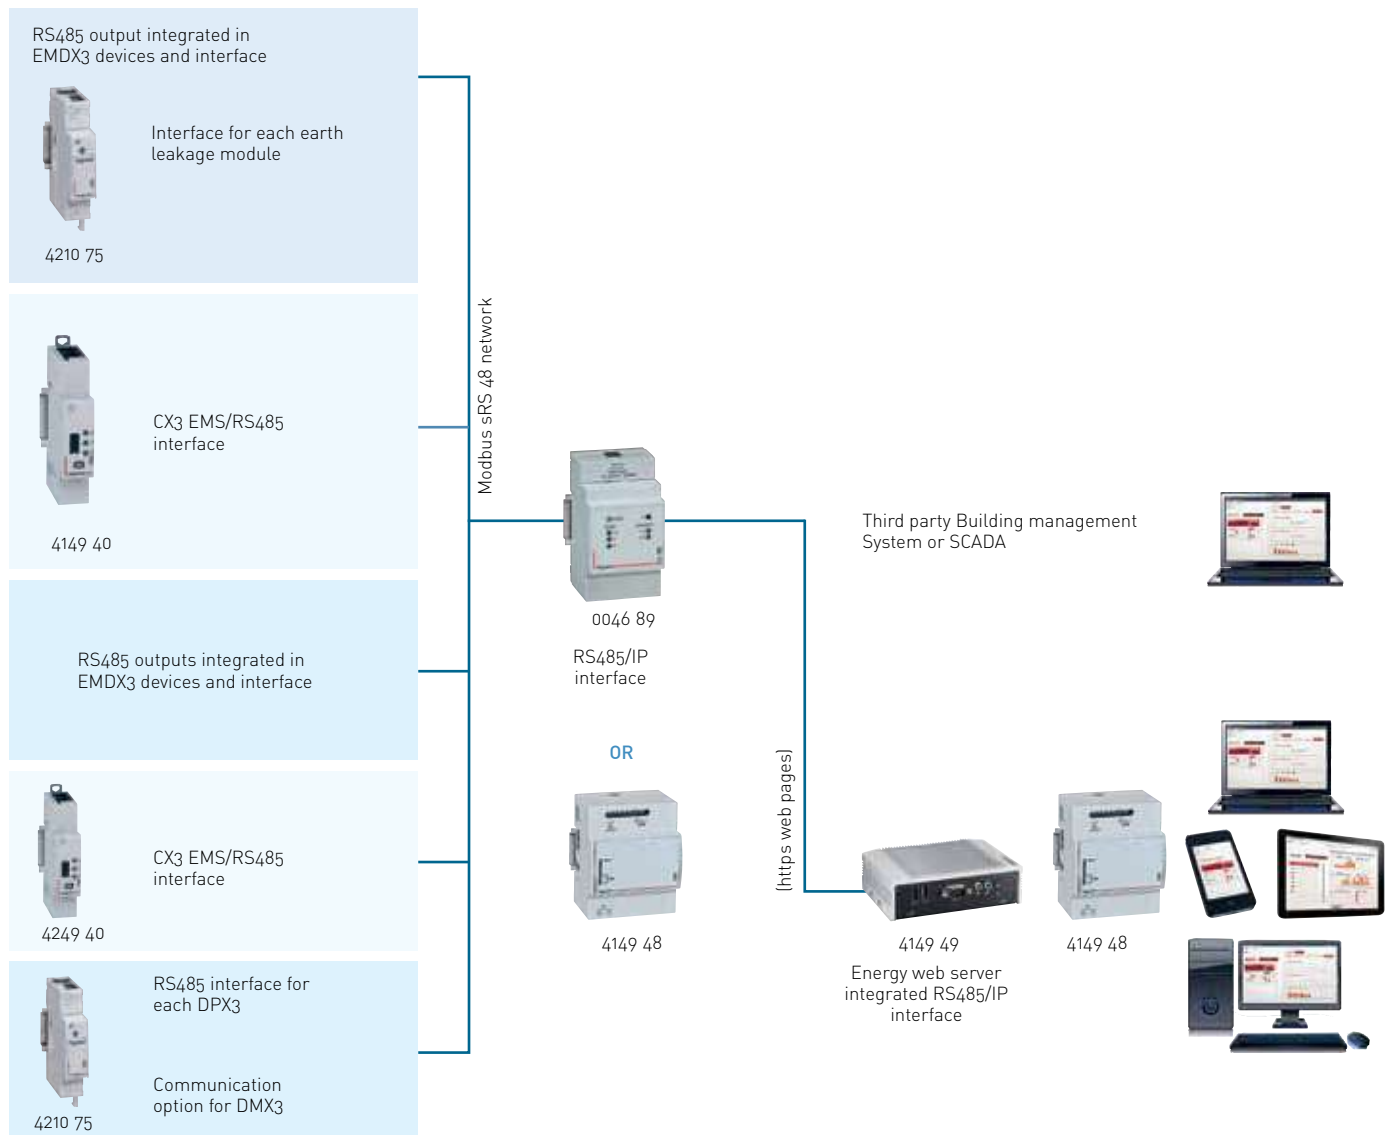 RS485 output integrated in
EMDX3 devices and interface
Interface for each earth
leakage module
4210 75
CX3 EMS/RS485
interface
4149 40
RS485 outputs integrated in
EMDX3 devices and interface
CX3 EMS/RS485
interface
4249 40
RS485 interface for
each DPX3
Communication
option for DMX3
4210 75
Modbus sRS 48 network
0046 89
RS485/IP
interface
OR
4149 48
(https web pages)
Third party Building management
System or SCADA
4149 49
Energy web server
integrated RS485/IP
interface
4149 48